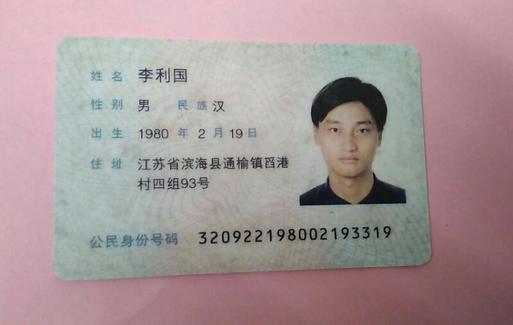 姓名 李利国
性别 男 民族 汉
出生 1980 年 2 月 19 日
住址 江苏省滨海县通榆镇舀港
村四组93号
公民身份号码 320922198002193319